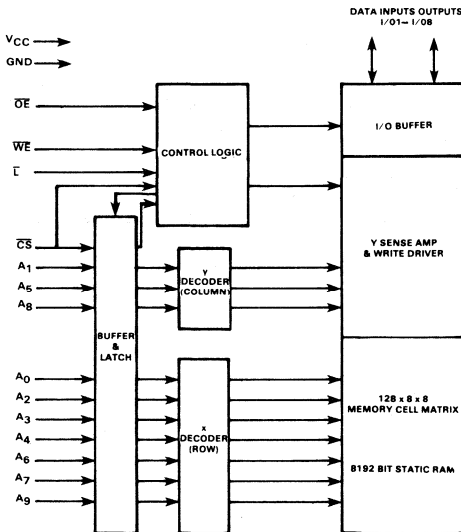 DATA INPUTS OUTPUTS
I/01– I/08
VCC
GND
OE
WE
L
CS
A1
A5
A8
A0
A2
A3
A4
A6
A7
A9
CONTROL LOGIC
BUFFER
&
LATCH
Y
DECODER
(COLUMN)
X
DECODER
(ROW)
I/O BUFFER
Y SENSE AMP
& WRITE DRIVER
128 x 8 x 8
MEMORY CELL MATRIX
8192 BIT STATIC RAM